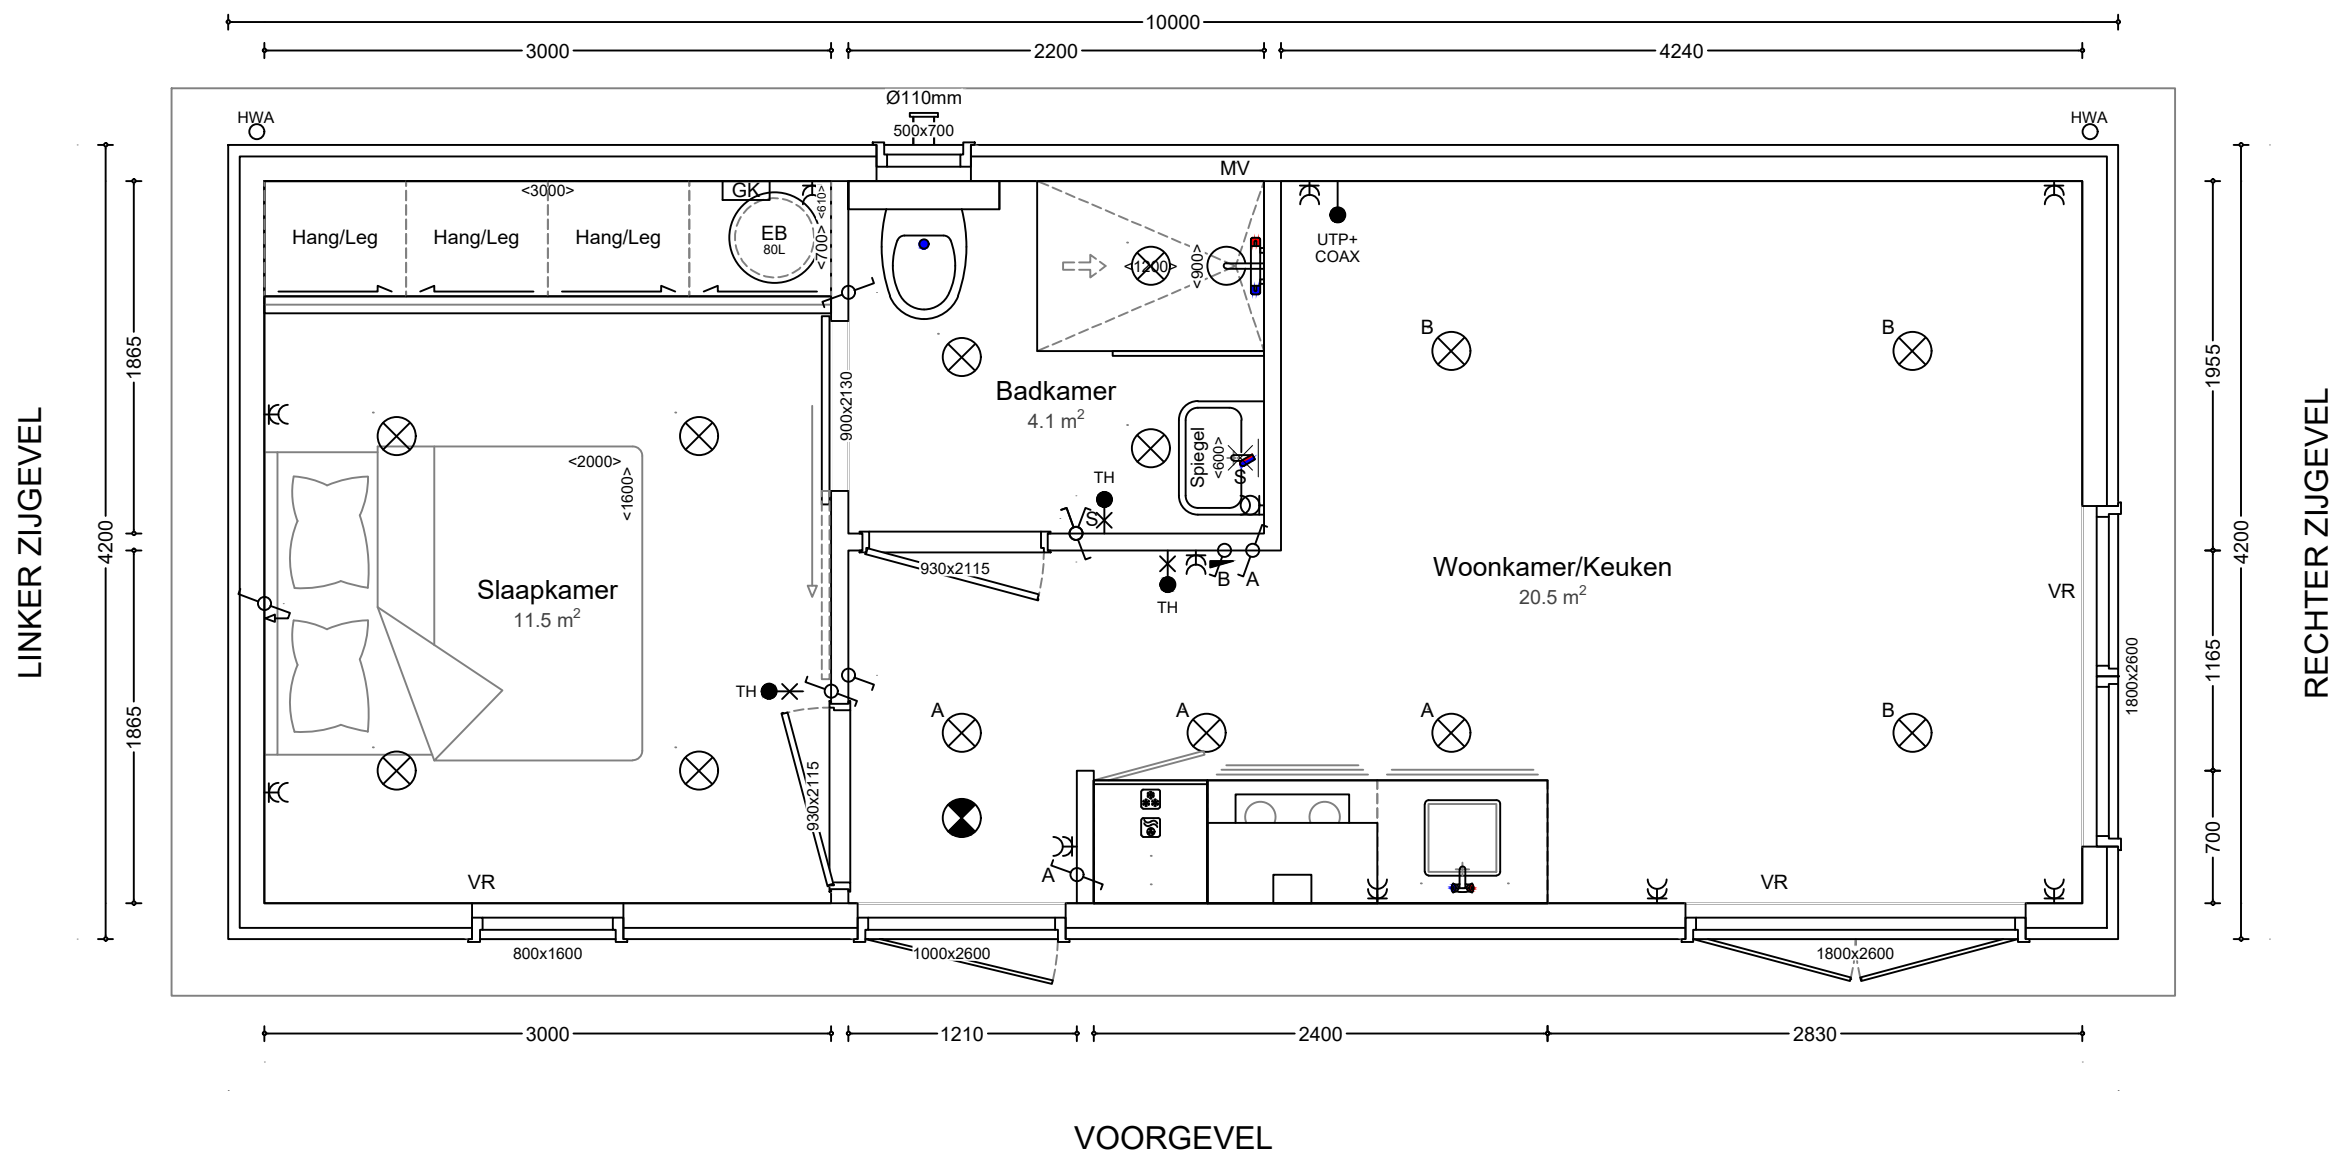 10000
3000
2200
4240
Ø110mm
500x700
HWA
HWA
MV
<3000>
GK
<610>
<700>
Hang/Leg
Hang/Leg
Hang/Leg
EB
80L
<1200>
<900>
UTP+
COAX
B
B
1865
1955
900x2130
Badkamer
4.1 m²
Spiegel
<600>
S
<2000>
<1600>
TH
S
LINKER ZIJGEVEL
4200
930x2115
B
A
TH
Slaapkamer
11.5 m²
Woonkamer/Keuken
20.5 m²
VR
4200
RECHTER ZIJGEVEL
1165
1800x2600
TH
1865
A
A
A
B
930x2115
700
A
VR
VR
800x1600
1000x2600
1800x2600
3000
1210
2400
2830
VOORGEVEL